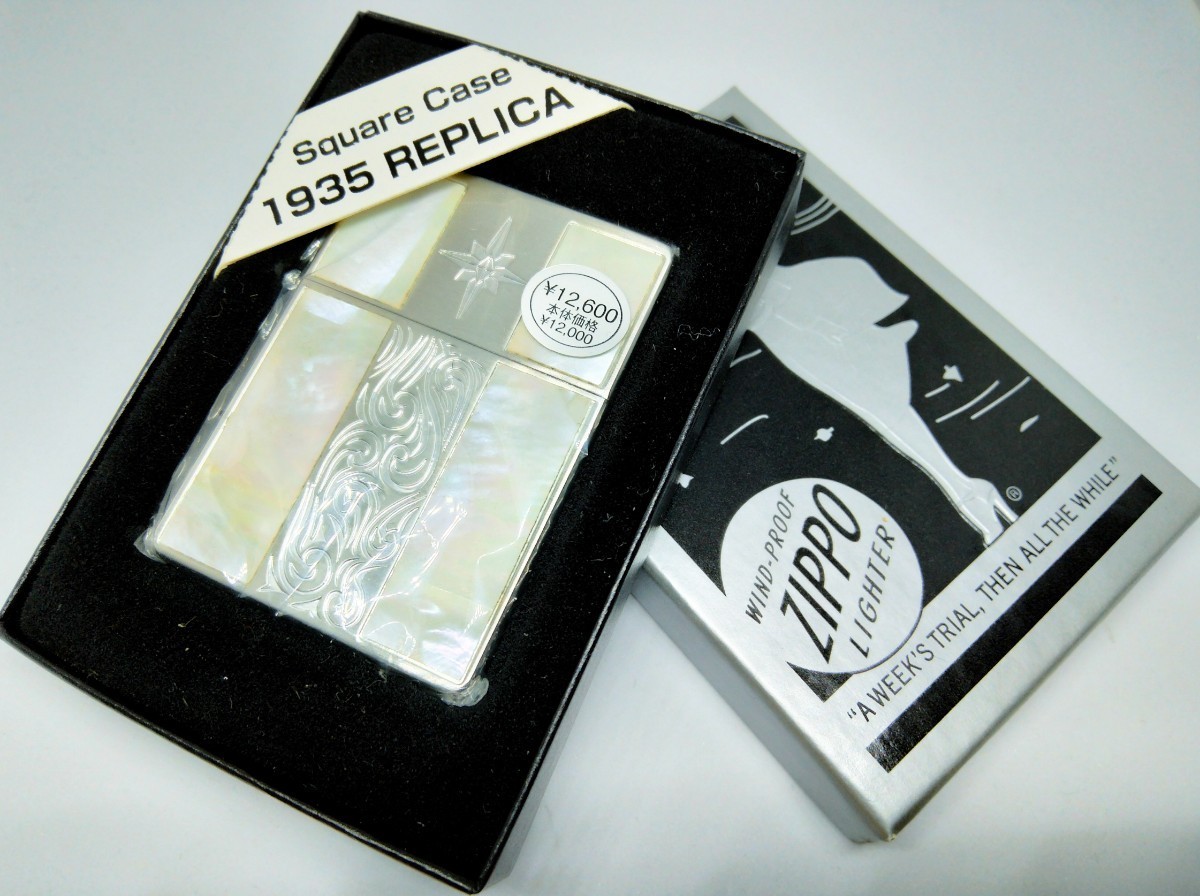 Square Case
1935 REPLICA
¥12,600
本体価格
¥12,000
®
WIND-PROOF
ZIPPO
LIGHTER
"A WEEK'S TRIAL, THEN ALL THE WHILE"